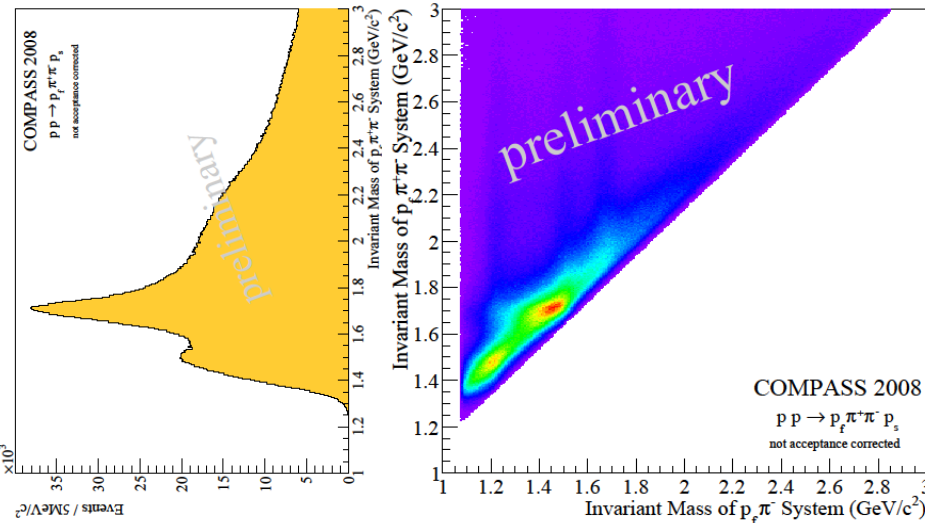 COMPASS 2008
p p → p_f π⁺π⁻ p_s
not acceptance corrected
preliminary
Invariant Mass of p_f π⁺π⁻ System (GeV/c²)
1 1.2 1.4 1.6 1.8 2 2.2 2.4 2.6 2.8 3
Events / 5MeV/c²
×10³
35 30 25 20 15 10 5 0
Invariant Mass of p_f π⁺π⁻ System (GeV/c²)
3
2.8
2.6
2.4
2.2
2
1.8
1.6
1.4
1.2
1
preliminary
COMPASS 2008
p p → p_f π⁺π⁻ p_s
not acceptance corrected
1 1.2 1.4 1.6 1.8 2 2.2 2.4 2.6 2.8 3
Invariant Mass of p_f π⁻ System (GeV/c²)